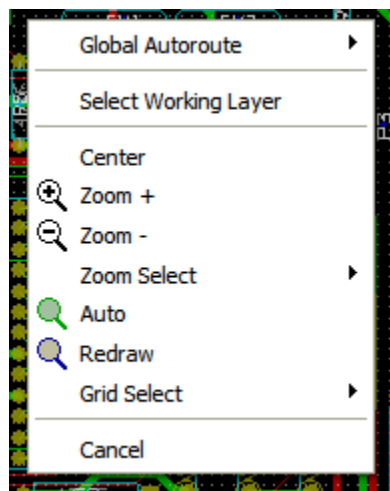 Global Autoroute
Select Working Layer
Center
Zoom +
Zoom -
Zoom Select
Auto
Redraw
Grid Select
Cancel